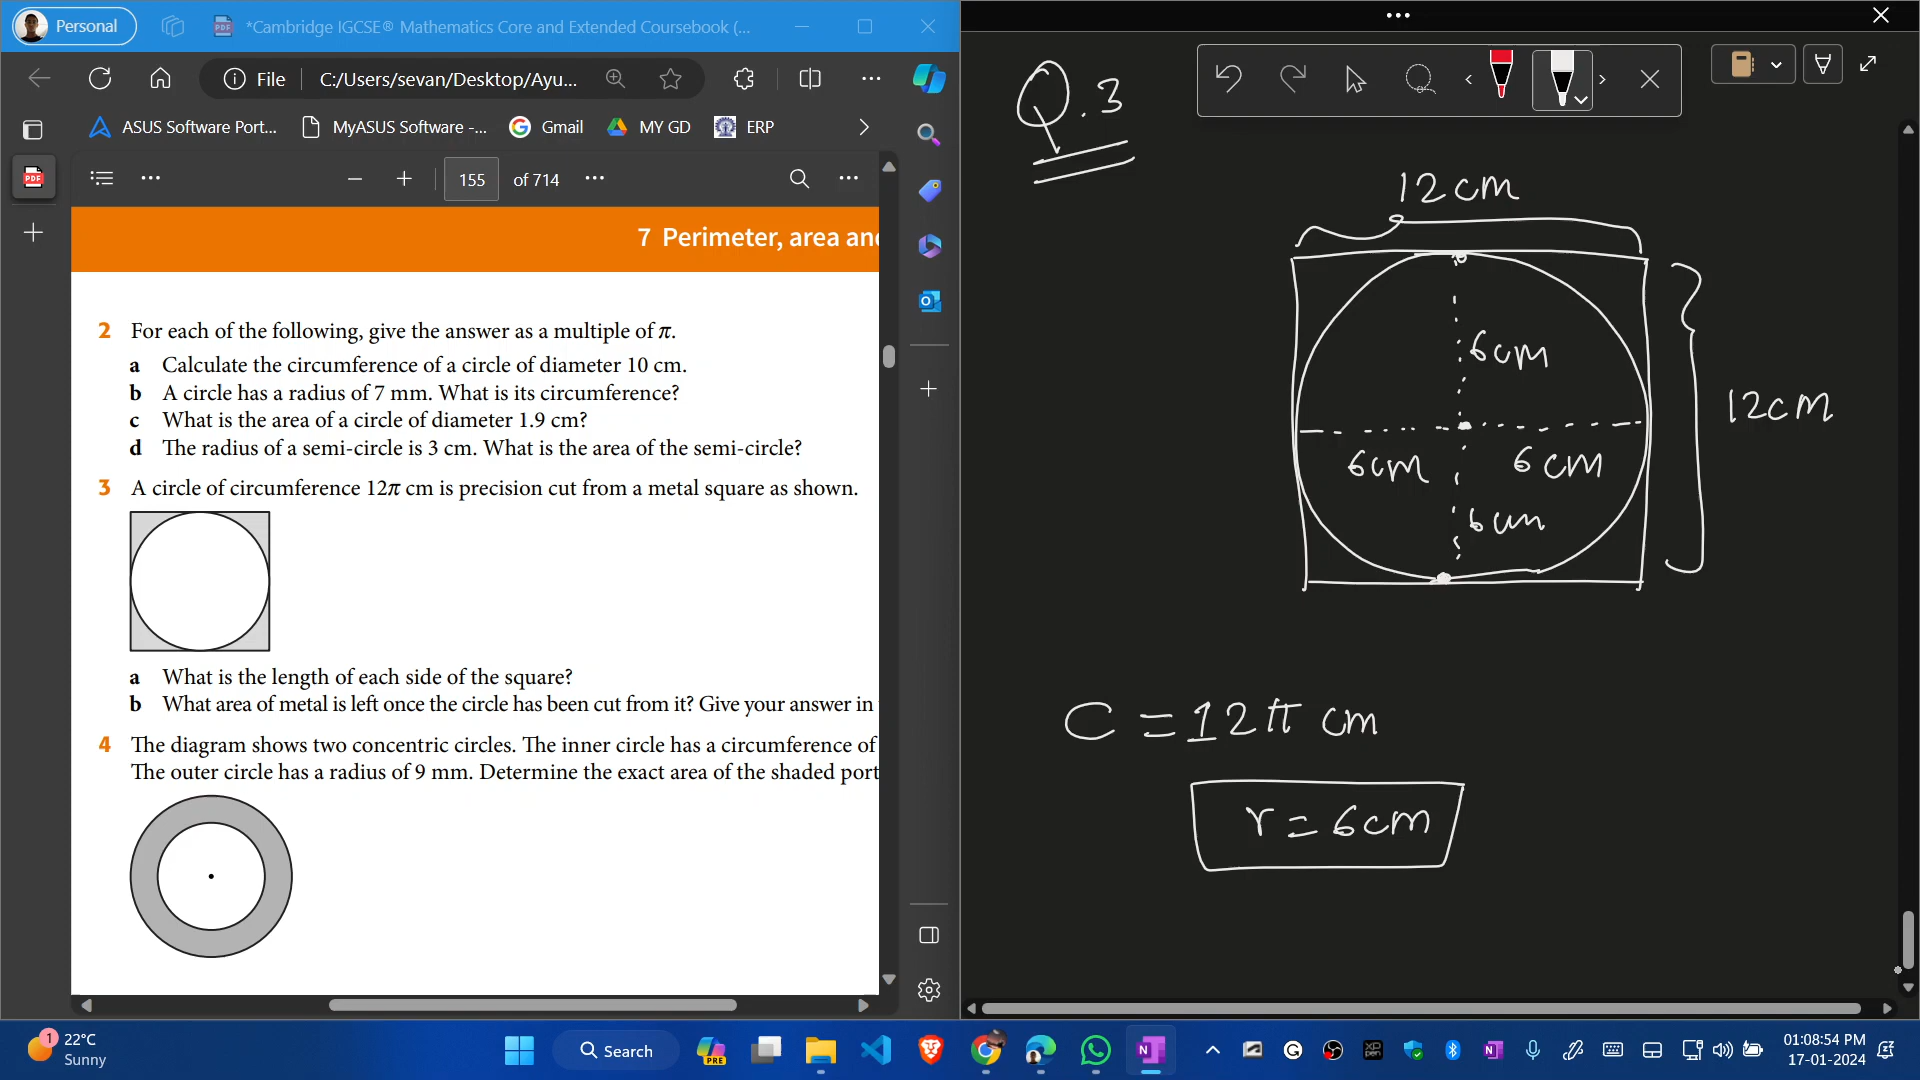 Personal
*Cambridge IGCSE® Mathematics Core and Extended Coursebook (...
File
C:/Users/sevan/Desktop/Ayu...
ASUS Software Port...
MyASUS Software -...
Gmail
MY GD
ERP
155 of 714
7 Perimeter, area an
2 For each of the following, give the answer as a multiple of π.
a Calculate the circumference of a circle of diameter 10 cm.
b A circle has a radius of 7 mm. What is its circumference?
c What is the area of a circle of diameter 1.9 cm?
d The radius of a semi-circle is 3 cm. What is the area of the semi-circle?
3 A circle of circumference 12π cm is precision cut from a metal square as shown.
a What is the length of each side of the square?
b What area of metal is left once the circle has been cut from it? Give your answer in
4 The diagram shows two concentric circles. The inner circle has a circumference of
The outer circle has a radius of 9 mm. Determine the exact area of the shaded port
Q.3
12cm
6cm
12cm
6cm 6cm
6cm
C = 12π cm
r = 6cm
1
22°C
Sunny
Search
PRE
01:08:54 PM
17-01-2024